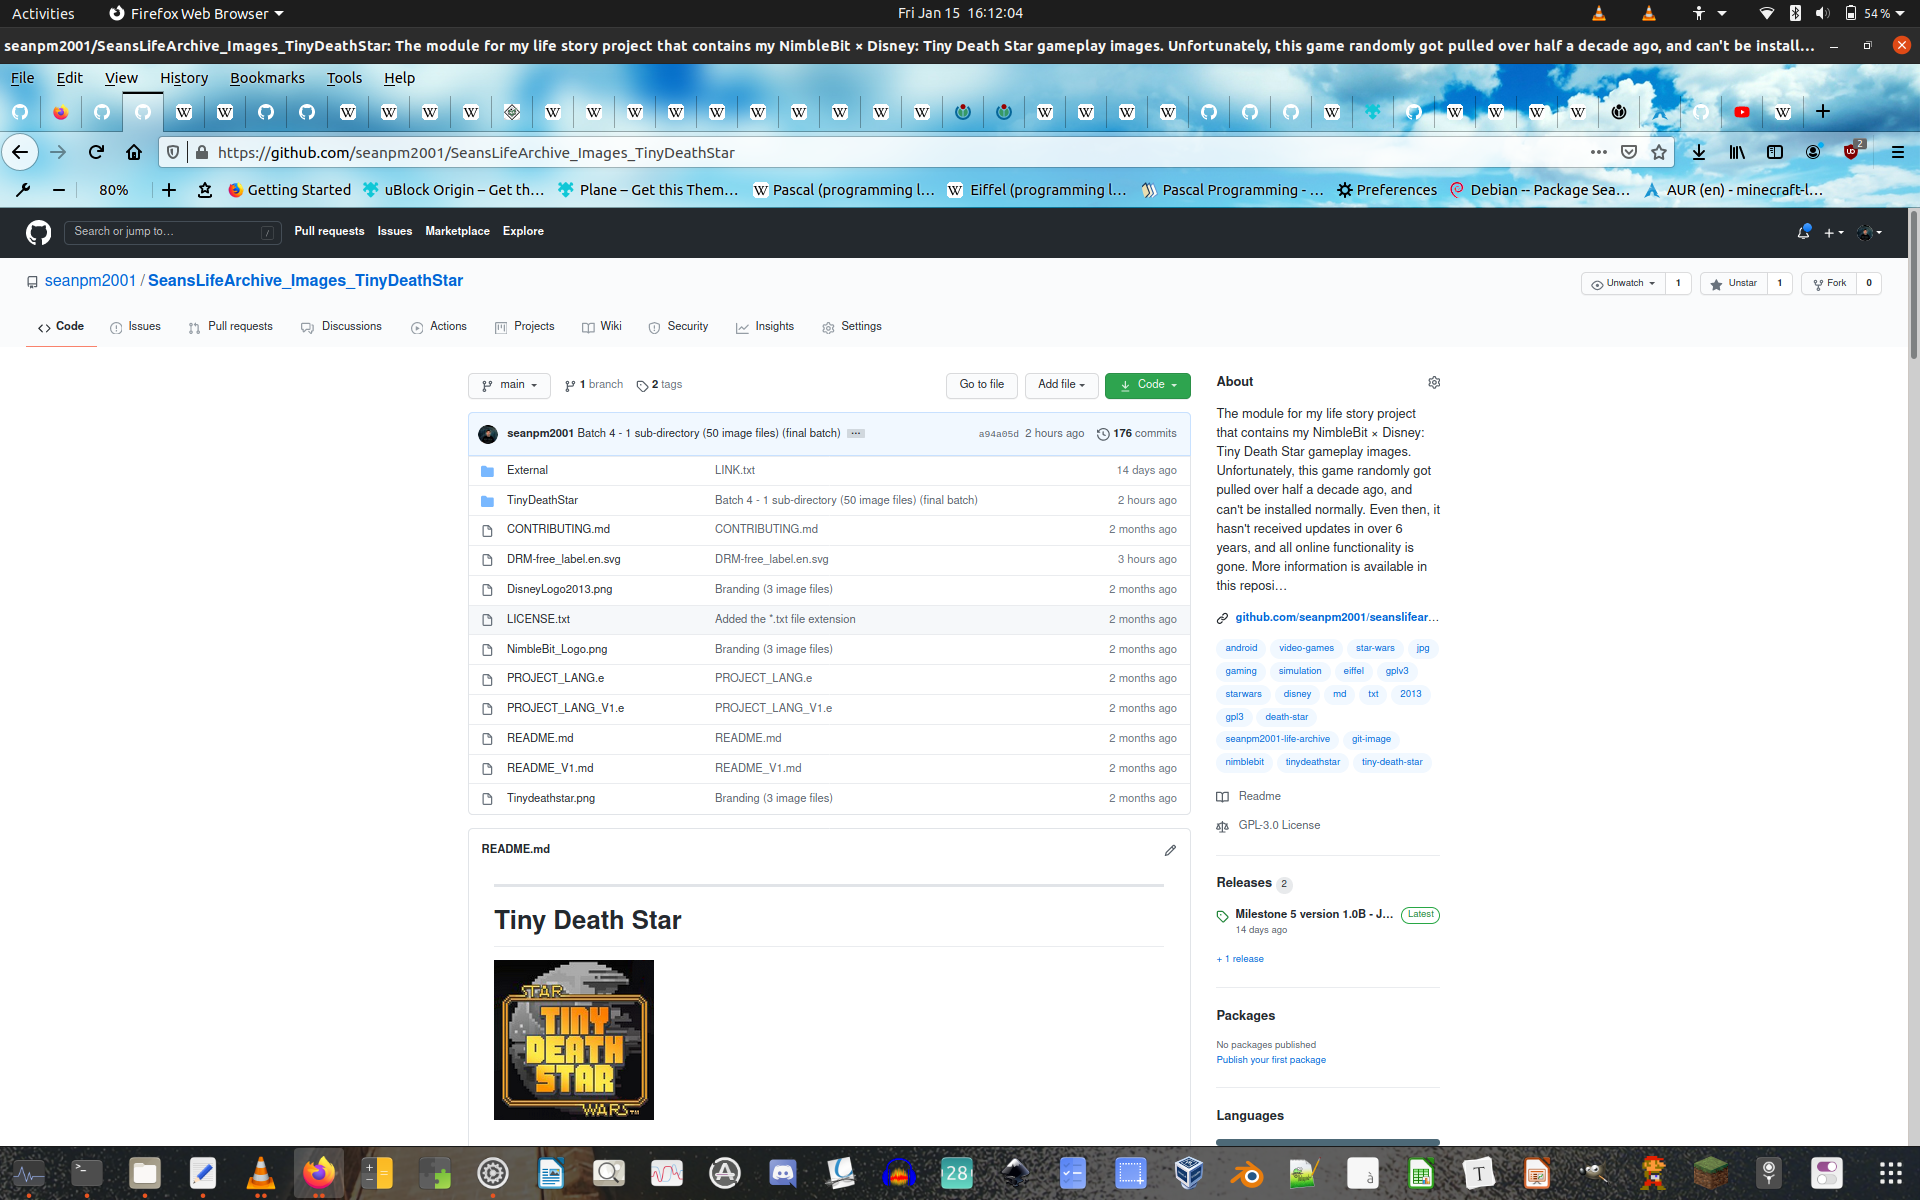 Activities
Firefox Web Browser
Fri Jan 15 16:12:04
54 %
seanpm2001/SeansLifeArchive_Images_TinyDeathStar: The module for my life story project that contains my NimbleBit × Disney: Tiny Death Star gameplay images. Unfortunately, this game randomly got pulled over half a decade ago, and can't be install...
File Edit View History Bookmarks Tools Help
https://github.com/seanpm2001/SeansLifeArchive_Images_TinyDeathStar
2
80%
Getting Started
uBlock Origin – Get th...
Plane – Get this Them...
Pascal (programming l...
Eiffel (programming l...
Pascal Programming - ...
Preferences
Debian -- Package Sea...
AUR (en) - minecraft-l...
Search or jump to...
/
Pull requests Issues Marketplace Explore
seanpm2001 / SeansLifeArchive_Images_TinyDeathStar
Unwatch 1
Unstar 1
Fork 0
Code Issues Pull requests Discussions Actions Projects Wiki Security Insights Settings
main
1 branch
2 tags
Go to file
Add file
Code
seanpm2001 Batch 4 - 1 sub-directory (50 image files) (final batch) ... a94a05d 2 hours ago 176 commits
External LINK.txt 14 days ago
TinyDeathStar Batch 4 - 1 sub-directory (50 image files) (final batch) 2 hours ago
CONTRIBUTING.md CONTRIBUTING.md 2 months ago
DRM-free_label.en.svg DRM-free_label.en.svg 3 hours ago
DisneyLogo2013.png Branding (3 image files) 2 months ago
LICENSE.txt Added the *.txt file extension 2 months ago
NimbleBit_Logo.png Branding (3 image files) 2 months ago
PROJECT_LANG.e PROJECT_LANG.e 2 months ago
PROJECT_LANG_V1.e PROJECT_LANG_V1.e 2 months ago
README.md README.md 2 months ago
README_V1.md README_V1.md 2 months ago
Tinydeathstar.png Branding (3 image files) 2 months ago
README.md
Tiny Death Star
STAR
TINY
DEATH
STAR
WARS™
About
The module for my life story project
that contains my NimbleBit × Disney:
Tiny Death Star gameplay images.
Unfortunately, this game randomly got
pulled over half a decade ago, and
can't be installed normally. Even then, it
hasn't received updates in over 6
years, and all online functionality is
gone. More information is available in
this reposi...
github.com/seanpm2001/seanslifear...
android video-games star-wars jpg
gaming simulation eiffel gplv3
starwars disney md txt 2013
gpl3 death-star
seanpm2001-life-archive git-image
nimblebit tinydeathstar tiny-death-star
Readme
GPL-3.0 License
Releases 2
Milestone 5 version 1.0B - J... Latest
14 days ago
+ 1 release
Packages
No packages published
Publish your first package
Languages
28